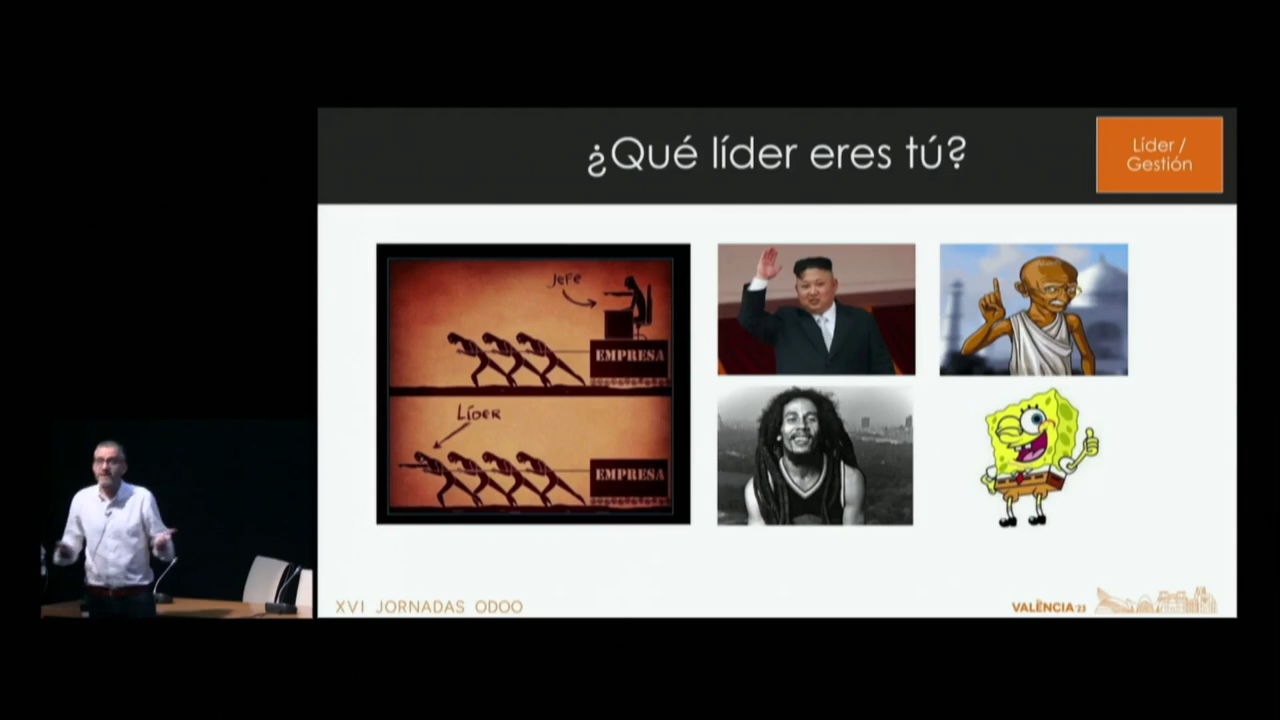 ¿Qué líder eres tú?
Líder /
Gestión
JEFE
EMPRESA
LÍDER
EMPRESA
XVI JORNADAS ODOO
VALÈNCIA'23